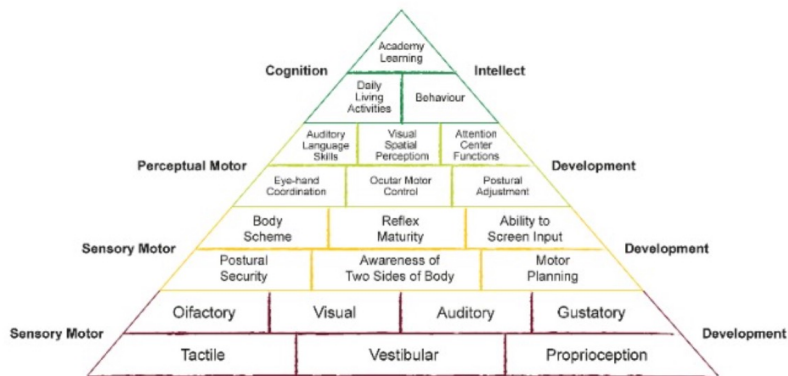 Academy
Learning
Cognition
Intellect
Daily
Living
Activities
Behaviour
Auditory
Language
Skills
Visual
Spatial
Perceptiom
Attention
Center
Functions
Perceptual Motor
Development
Eye-hand
Coordination
Ocular Motor
Control
Postural
Adjustment
Body
Scheme
Reflex
Maturity
Ability to
Screen Input
Sensory Motor
Development
Postural
Security
Awareness of
Two Sides of Body
Motor
Planning
Olfactory
Visual
Auditory
Gustatory
Sensory Motor
Development
Tactile
Vestibular
Proprioception